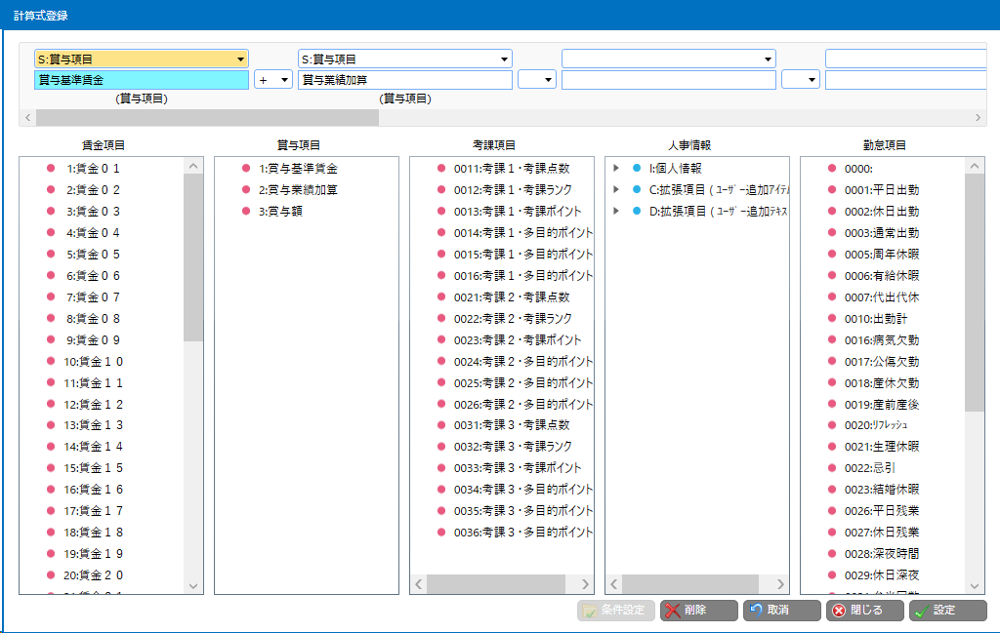 計算式登録
S:賞与項目 S:賞与項目
賞与基準賃金 + 賞与業績加算
(賞与項目) (賞与項目)
賃金項目
1:賃金０１
2:賃金０２
3:賃金０３
4:賃金０４
5:賃金０５
6:賃金０６
7:賃金０７
8:賃金０８
9:賃金０９
10:賃金１０
11:賃金１１
12:賃金１２
13:賃金１３
14:賃金１４
15:賃金１５
16:賃金１６
17:賃金１７
18:賃金１８
19:賃金１９
20:賃金２０
賞与項目
1:賞与基準賃金
2:賞与業績加算
3:賞与額
考課項目
0011:考課１・考課点数
0012:考課１・考課ランク
0013:考課１・考課ポイント
0014:考課１・多目的ポイント
0015:考課１・多目的ポイント
0016:考課１・多目的ポイント
0021:考課２・考課点数
0022:考課２・考課ランク
0023:考課２・考課ポイント
0024:考課２・多目的ポイント
0025:考課２・多目的ポイント
0026:考課２・多目的ポイント
0031:考課３・考課点数
0032:考課３・考課ランク
0033:考課３・考課ポイント
0034:考課３・多目的ポイント
0035:考課３・多目的ポイント
0036:考課３・多目的ポイント
人事情報
I:個人情報
C:拡張項目（ﾕｰｻﾞｰ追加ｱｲﾃﾑ
D:拡張項目（ﾕｰｻﾞｰ追加ﾃｷｽ
勤怠項目
0000:
0001:平日出勤
0002:休日出勤
0003:通常出勤
0005:周年休暇
0006:有給休暇
0007:代出代休
0010:出勤計
0016:病気欠勤
0017:公傷欠勤
0018:産休欠勤
0019:産前産後
0020:ﾘﾌﾚｯｼｭ
0021:生理休暇
0022:忌引
0023:結婚休暇
0026:平日残業
0027:休日残業
0028:深夜時間
0029:休日深夜
条件設定 削除 取消 閉じる 設定